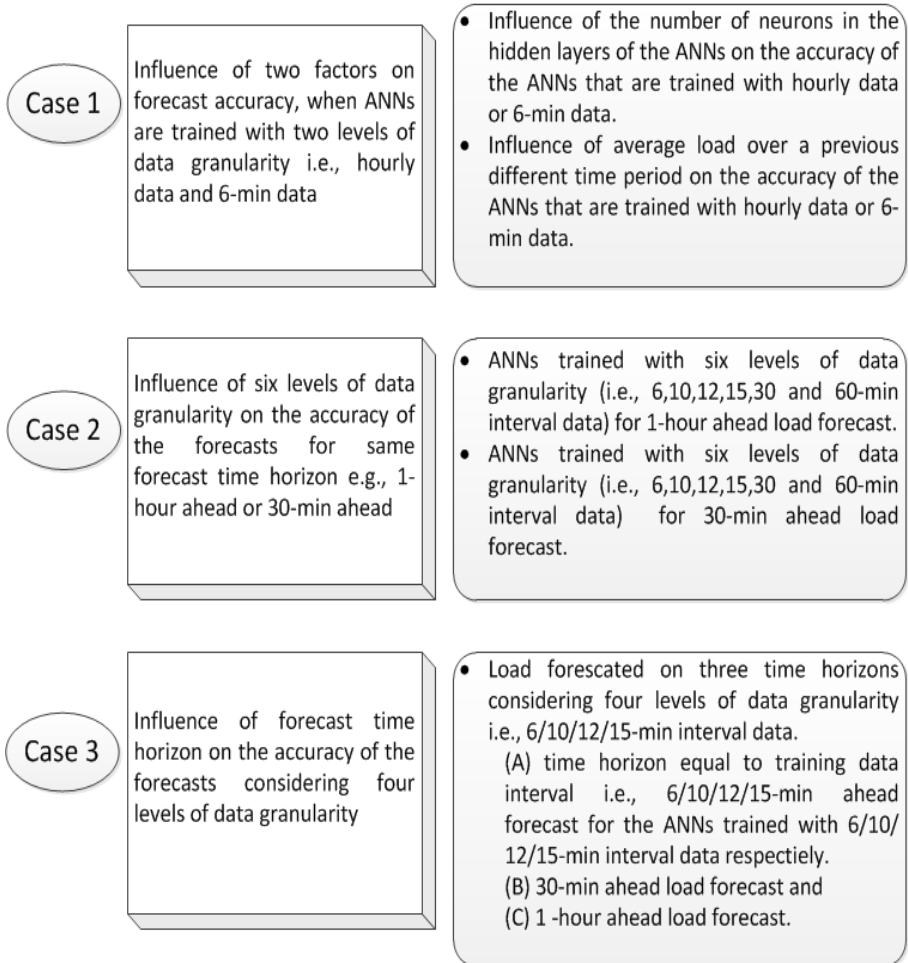 Case 1
Influence of two factors on
forecast accuracy, when ANNs
are trained with two levels of
data granularity i.e., hourly
data and 6-min data
• Influence of the number of neurons in the
hidden layers of the ANNs on the accuracy of
the ANNs that are trained with hourly data
or 6-min data.
• Influence of average load over a previous
different time period on the accuracy of the
ANNs that are trained with hourly data or 6-
min data.
Case 2
Influence of six levels of data
granularity on the accuracy of
the forecasts for same
forecast time horizon e.g., 1-
hour ahead or 30-min ahead
• ANNs trained with six levels of data
granularity (i.e., 6,10,12,15,30 and 60-min
interval data) for 1-hour ahead load forecast.
• ANNs trained with six levels of data
granularity (i.e., 6,10,12,15,30 and 60-min
interval data) for 30-min ahead load
forecast.
Case 3
Influence of forecast time
horizon on the accuracy of the
forecasts considering four
levels of data granularity
• Load forescated on three time horizons
considering four levels of data granularity
i.e., 6/10/12/15-min interval data.
(A) time horizon equal to training data
interval i.e., 6/10/12/15-min ahead
forecast for the ANNs trained with 6/10/
12/15-min interval data respectiely.
(B) 30-min ahead load forecast and
(C) 1 -hour ahead load forecast.